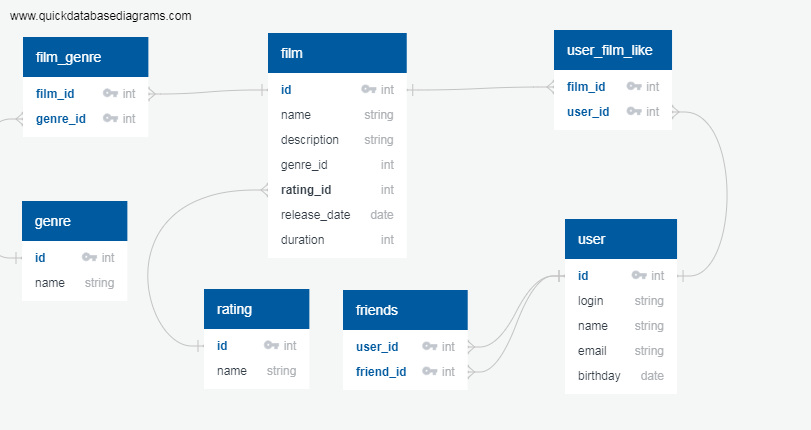 www.quickdatabasediagrams.com
film_genre
film_id int
genre_id int
film
id int
name string
description string
genre_id int
rating_id int
release_date date
duration int
user_film_like
film_id int
user_id int
genre
id int
name string
rating
id int
name string
friends
user_id int
friend_id int
user
id int
login string
name string
email string
birthday date